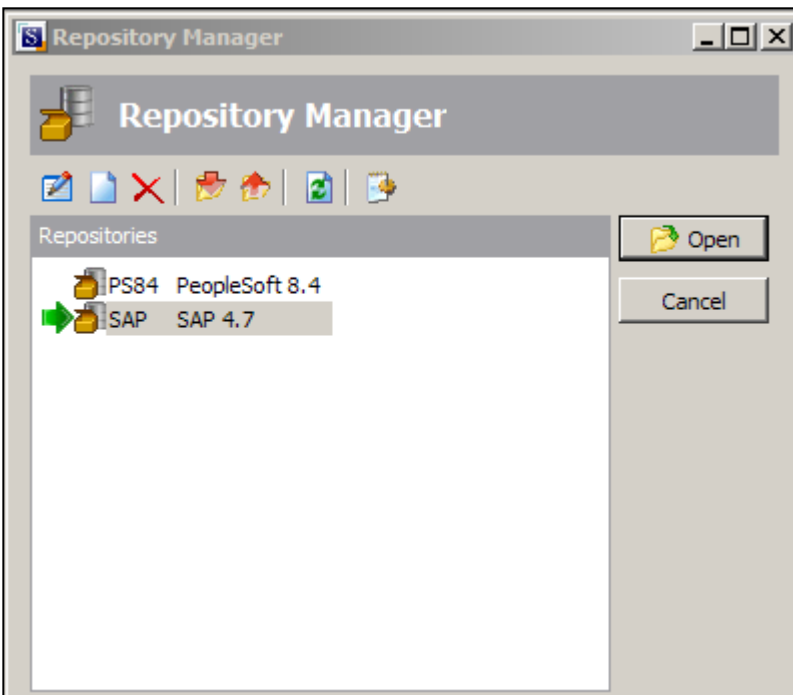 S Repository Manager
Repository Manager
Repositories
Open
PS84 PeopleSoft 8.4
Cancel
SAP SAP 4.7